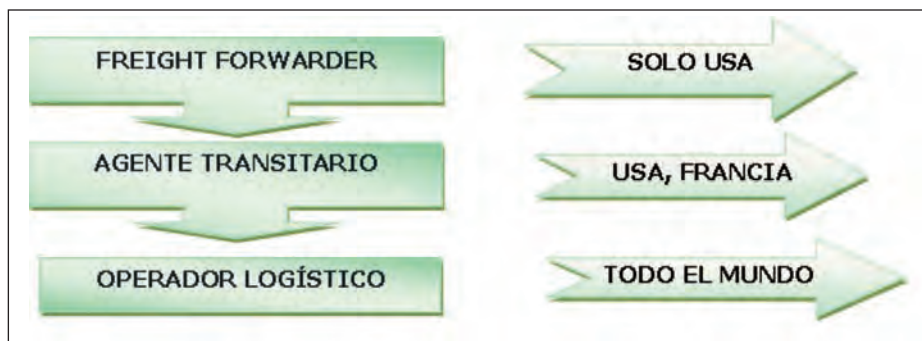 FREIGHT FORWARDER
SOLO USA
AGENTE TRANSITARIO
USA, FRANCIA
OPERADOR LOGÍSTICO
TODO EL MUNDO